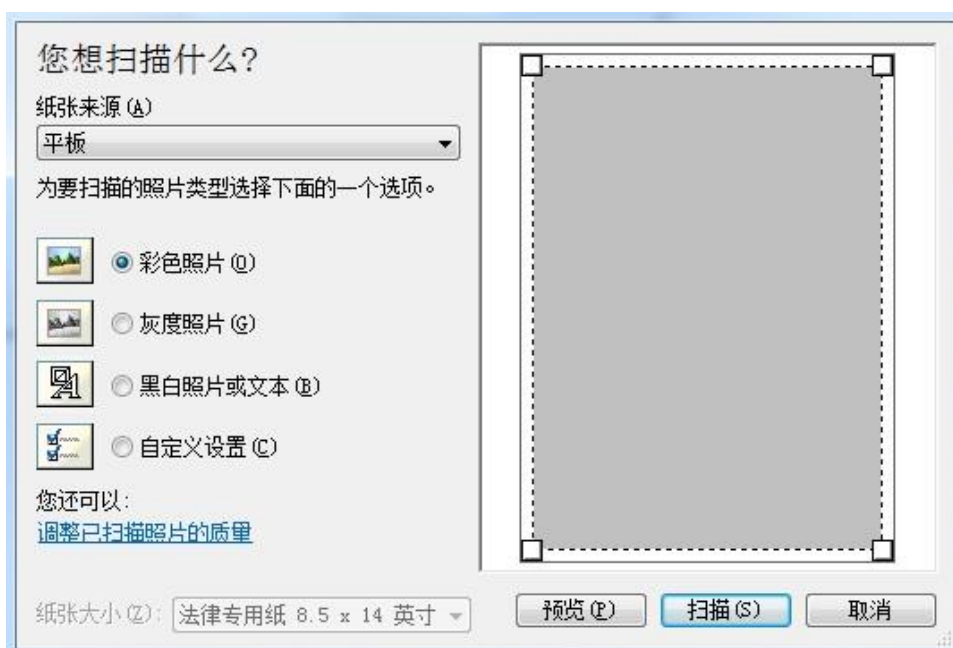 您想扫描什么?
纸张来源(A)
平板
为要扫描的照片类型选择下面的一个选项。
彩色照片(O)
灰度照片(G)
黑白照片或文本(B)
自定义设置(C)
您还可以:
调整已扫描照片的质量
纸张大小(Z): 法律专用纸 8.5 x 14 英寸
预览(P) 扫描(S) 取消